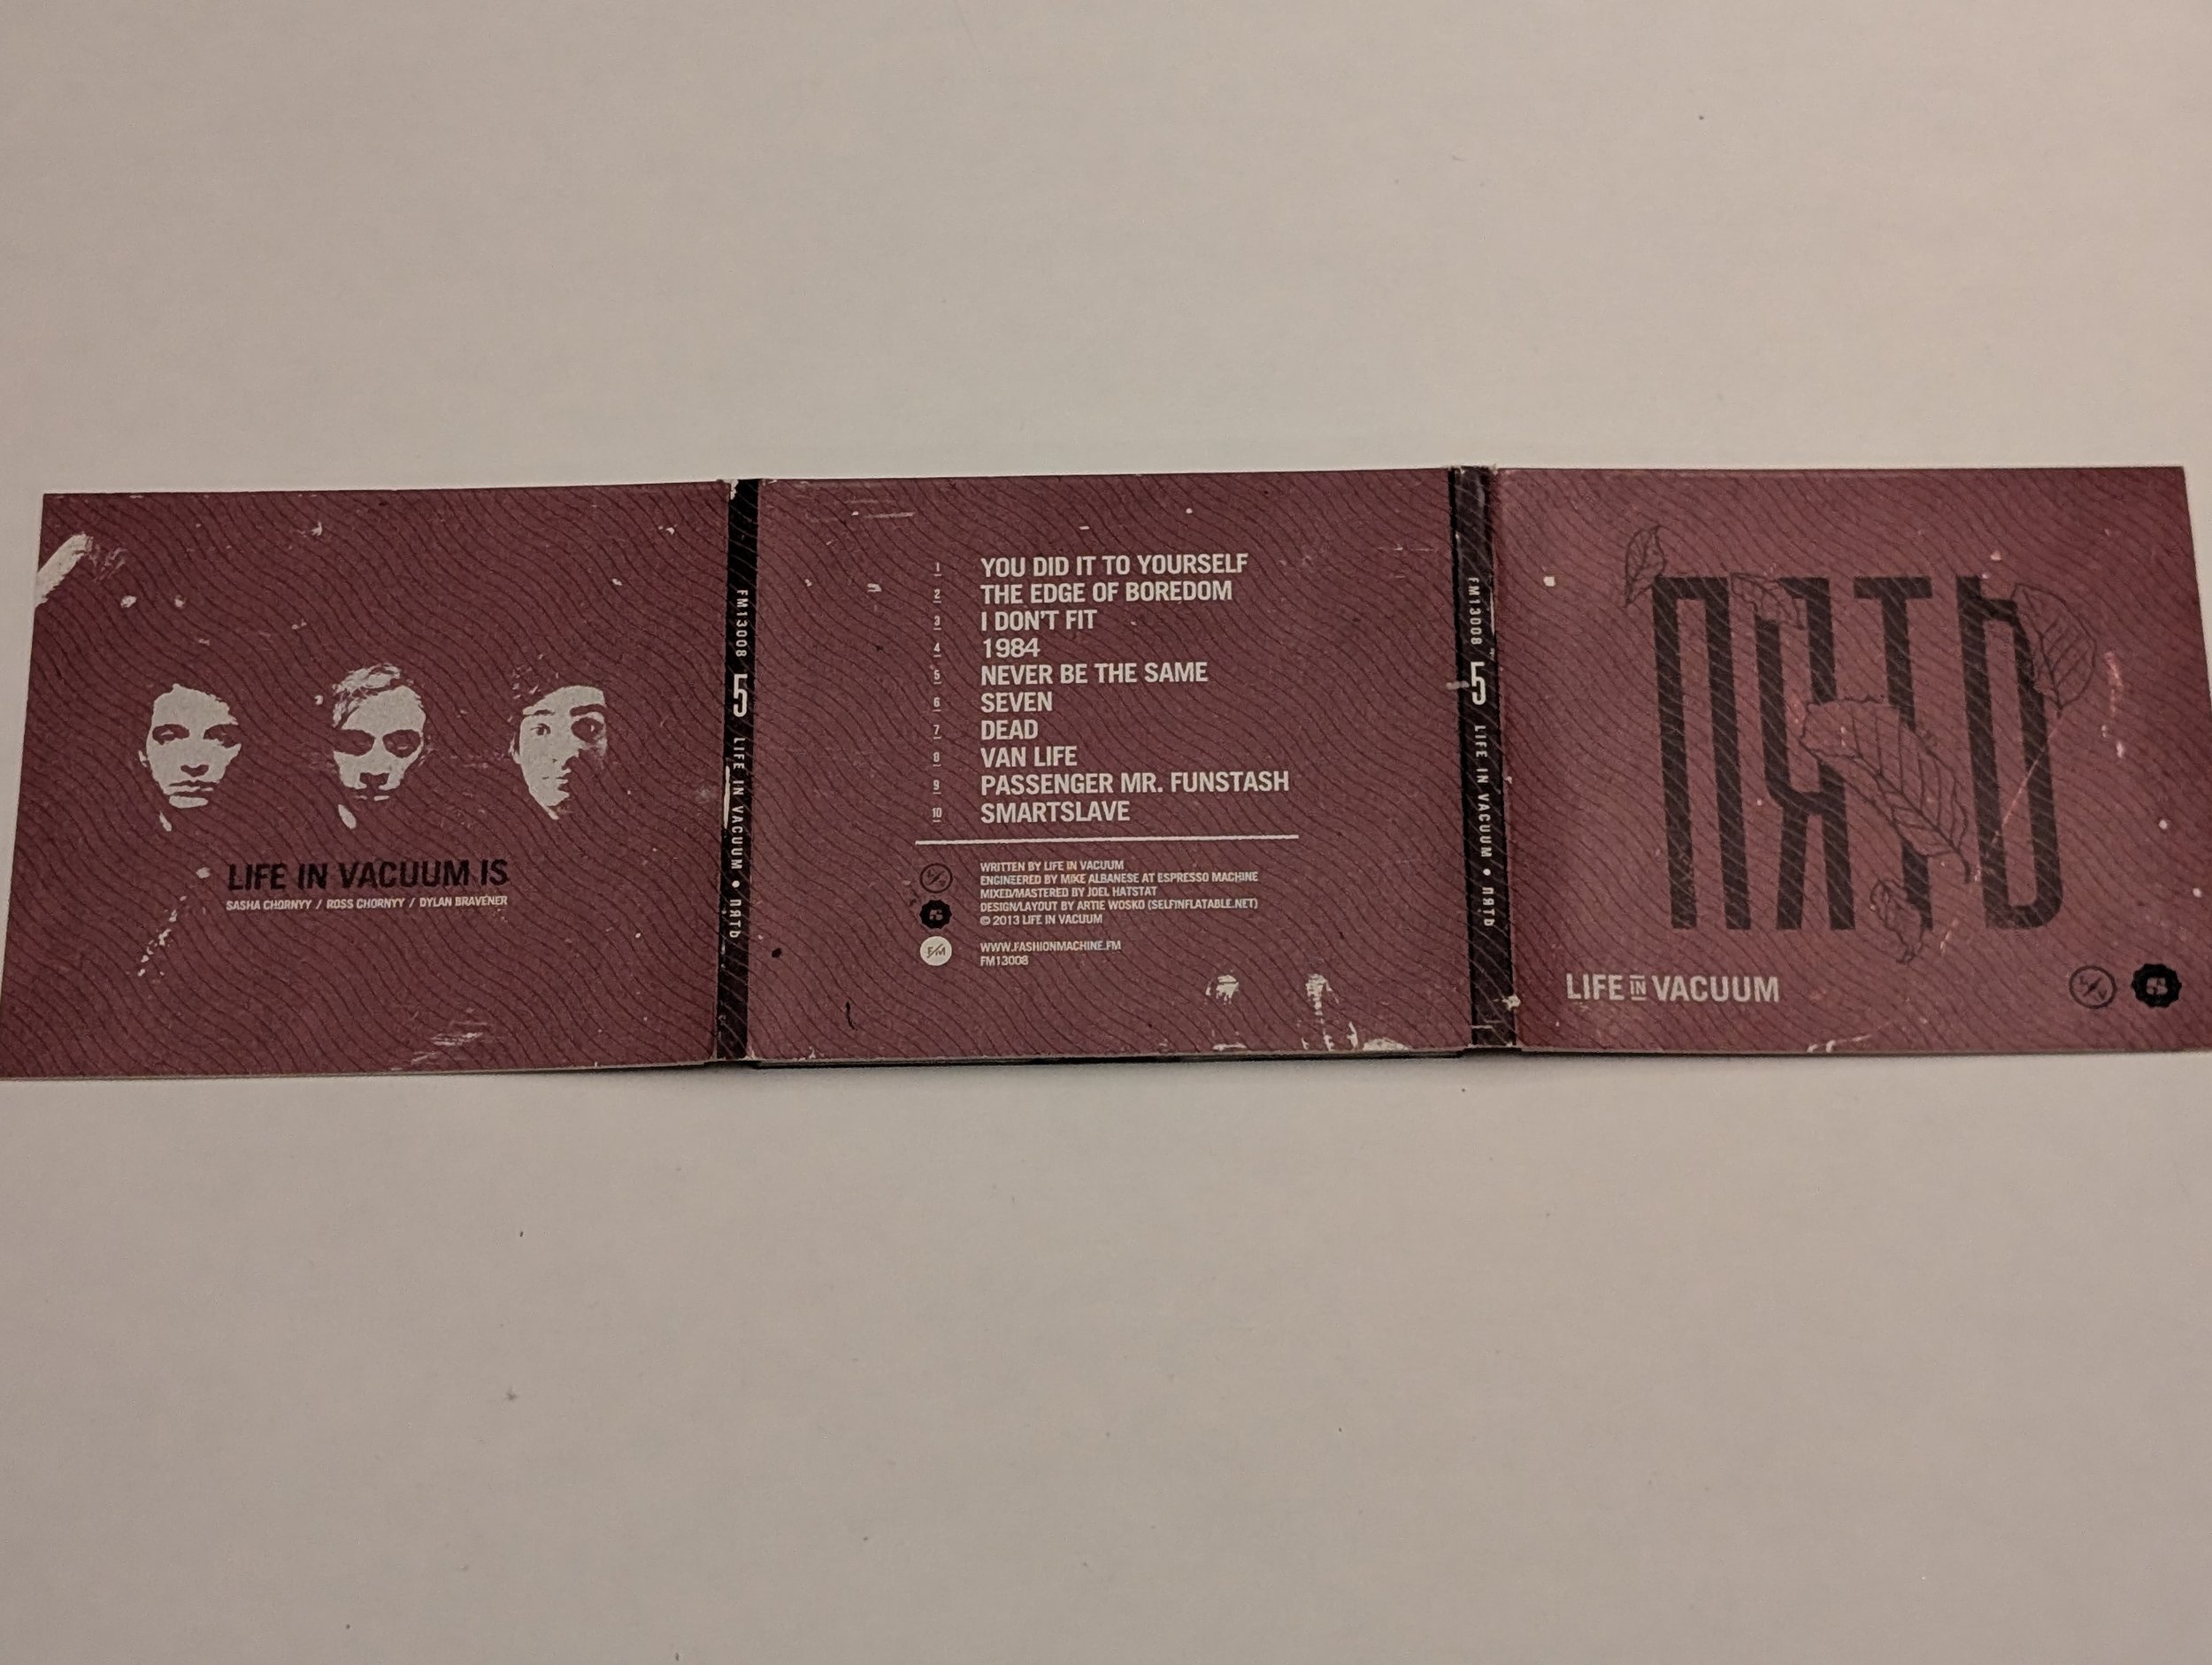 LIFE IN VACUUM IS
SASHA CHORNYY / ROSS CHORNYY / DYLAN BRAVENER
FM13008 5 LIFE IN VACUUM • ПЯТЬ
1 YOU DID IT TO YOURSELF
2 THE EDGE OF BOREDOM
3 I DON'T FIT
4 1984
5 NEVER BE THE SAME
6 SEVEN
7 DEAD
8 VAN LIFE
9 PASSENGER MR. FUNSTASH
10 SMARTSLAVE
WRITTEN BY LIFE IN VACUUM
ENGINEERED BY MIKE ALBANESE AT ESPRESSO MACHINE
MIXED/MASTERED BY JOEL HATSTAT
DESIGN/LAYOUT BY ARTIE WOSKO (SELFINFLATABLE.NET)
© 2013 LIFE IN VACUUM
F/M
WWW.FASHIONMACHINE.FM
FM13008
FM13008 5 LIFE IN VACUUM • ПЯТЬ
ПЯТЬ
LIFE IN VACUUM